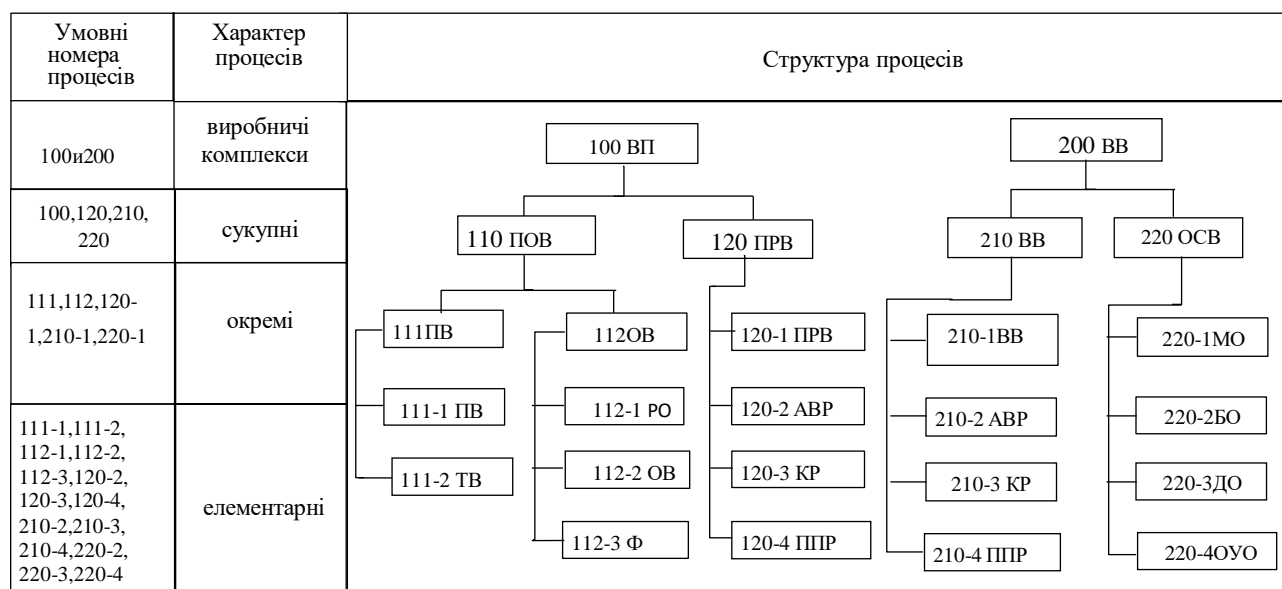 Умовні
номера
процесів
Характер
процесів
Структура процесів
100и200
виробничі
комплекси
100 ВП
200 ВВ
100,120,210,
220
сукупні
110 ПОВ
120 ПРВ
210 ВВ
220 ОСВ
111,112,120-
1,210-1,220-1
окремі
111ПВ
112ОВ
120-1 ПРВ
210-1ВВ
220-1МО
111-1 ПВ
112-1 РО
120-2 АВР
210-2 АВР
220-2БО
111-1,111-2,
112-1,112-2,
112-3,120-2,
120-3,120-4,
210-2,210-3,
210-4,220-2,
220-3,220-4
елементарні
111-2 ТВ
112-2 ОВ
120-3 КР
210-3 КР
220-3ДО
112-3 Ф
120-4 ППР
210-4 ППР
220-4ОУО